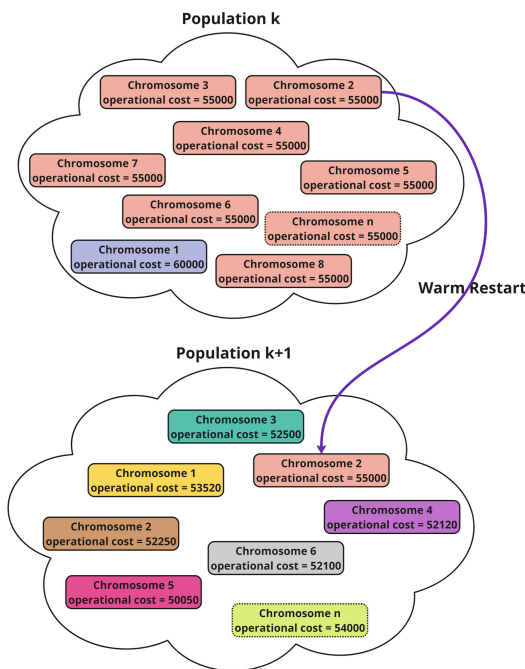 Population k
Chromosome 3
operational cost = 55000
Chromosome 2
operational cost = 55000
Chromosome 4
operational cost = 55000
Chromosome 7
operational cost = 55000
Chromosome 5
operational cost = 55000
Chromosome 6
operational cost = 55000
Chromosome n
operational cost = 55000
Chromosome 1
operational cost = 60000
Chromosome 8
operational cost = 55000
Warm Restart
Population k+1
Chromosome 3
operational cost = 52500
Chromosome 2
operational cost = 55000
Chromosome 1
operational cost = 53520
Chromosome 4
operational cost = 52120
Chromosome 2
operational cost = 52250
Chromosome 6
operational cost = 52100
Chromosome 5
operational cost = 50050
Chromosome n
operational cost = 54000